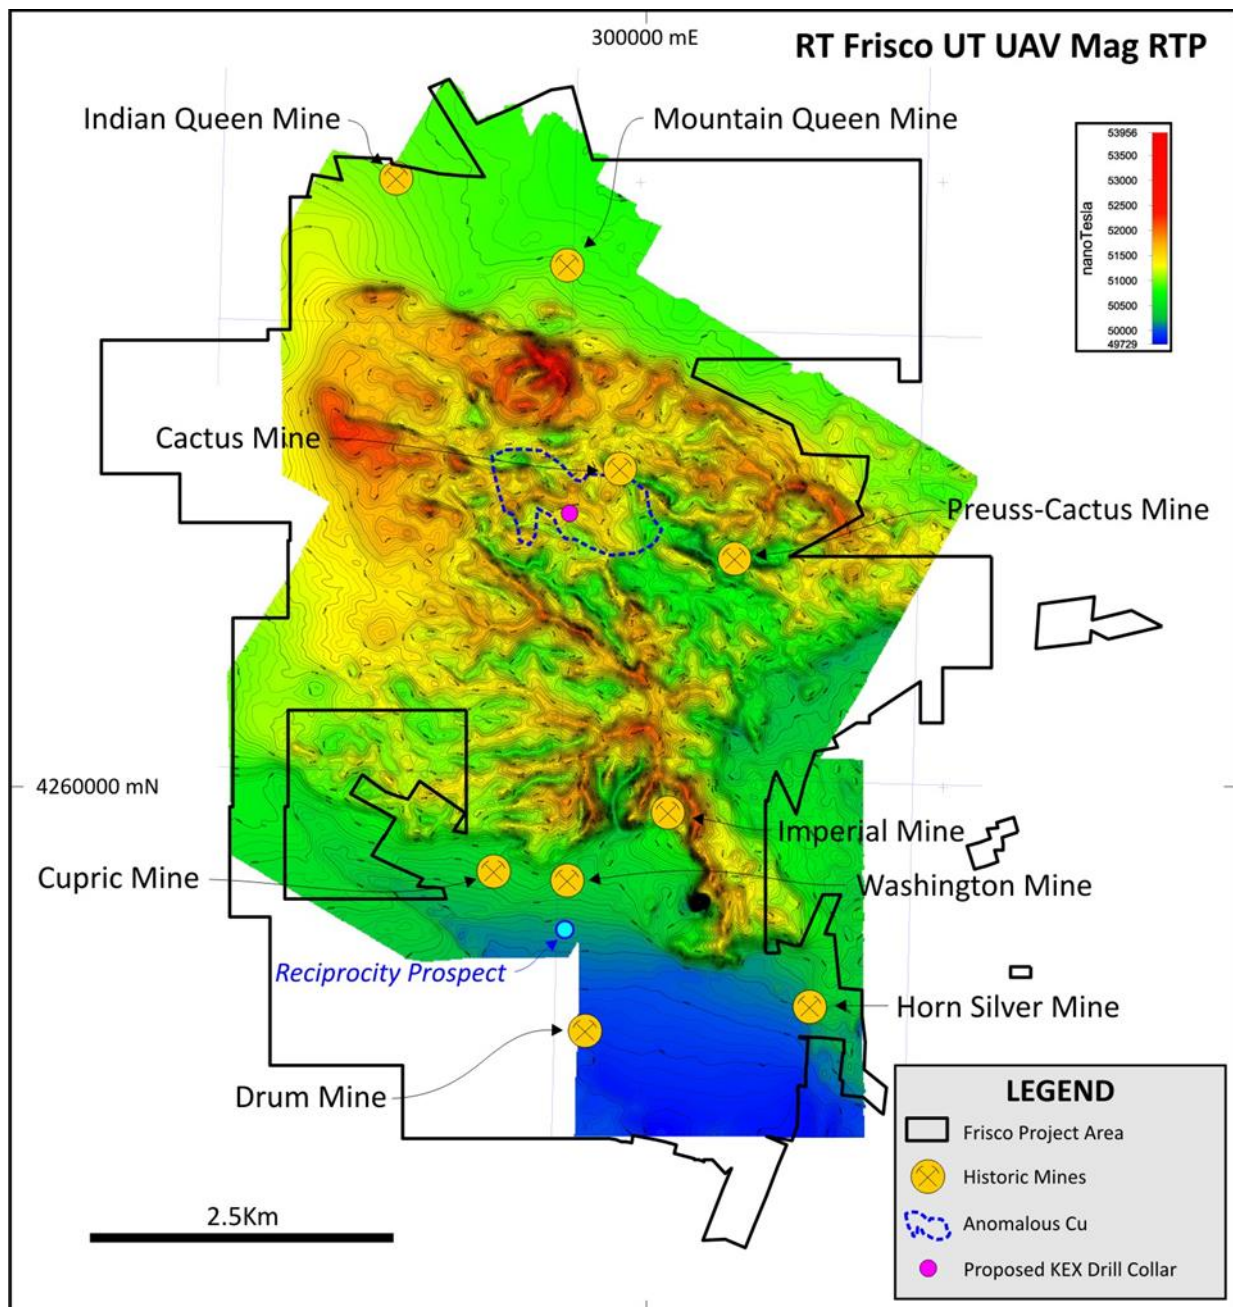 300000 mE
RT Frisco UT UAV Mag RTP
Indian Queen Mine
Mountain Queen Mine
53956
53500
53000
52500
52000
51500
51000
50500
50000
49729
nanoTesla
Cactus Mine
Preuss-Cactus Mine
4260000 mN
Imperial Mine
Cupric Mine
Washington Mine
Reciprocity Prospect
Horn Silver Mine
Drum Mine
2.5Km
LEGEND
Frisco Project Area
Historic Mines
Anomalous Cu
Proposed KEX Drill Collar